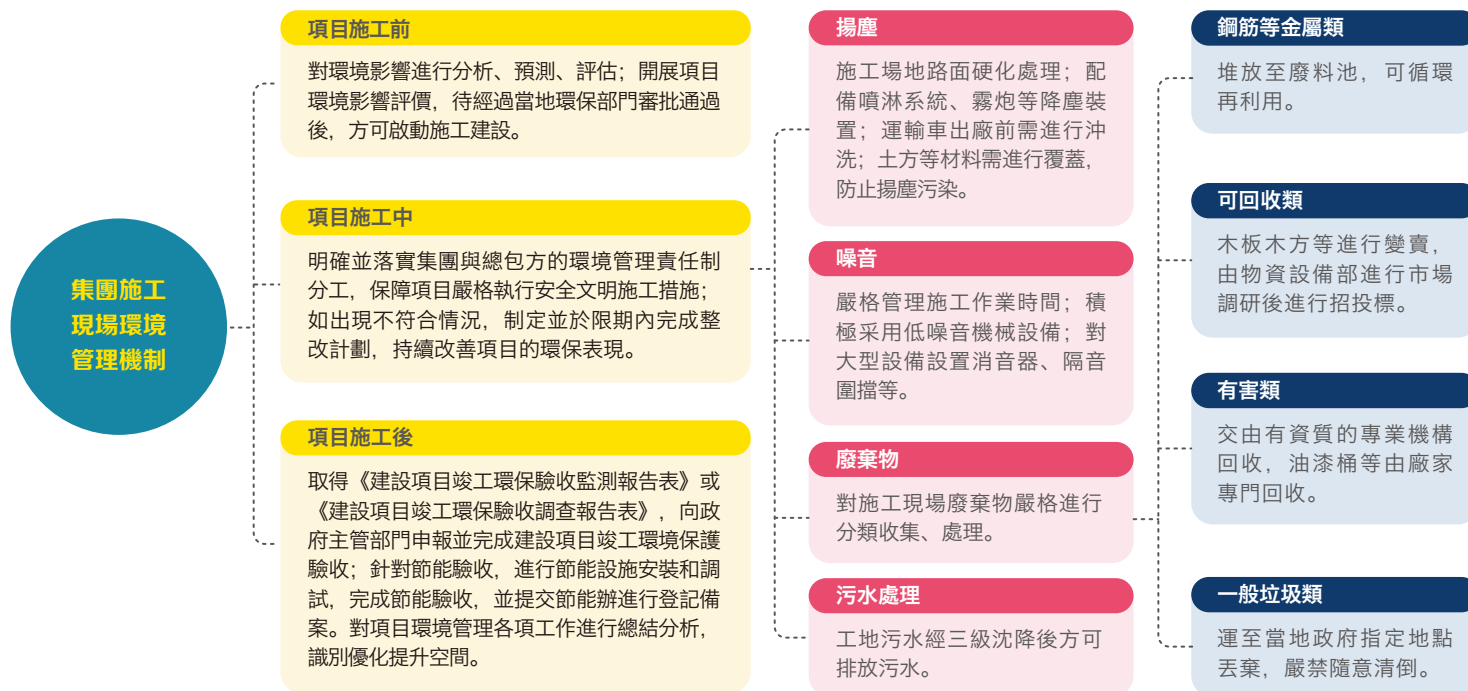 集團施工
現場環境
管理機制
項目施工前
對環境影響進行分析、預測、評估；開展項目
環境影響評價，待經過當地環保部門審批通過
後，方可啟動施工建設。
項目施工中
明確並落實集團與總包方的環境管理責任制
分工，保障項目嚴格執行安全文明施工措施；
如出現不符合情況，制定並於限期內完成整
改計劃，持續改善項目的環保表現。
項目施工後
取得《建設項目竣工環保驗收監測報告表》或
《建設項目竣工環保驗收調查報告表》，向政
府主管部門申報並完成建設項目竣工環境保護
驗收；針對節能驗收，進行節能設施安裝和調
試，完成節能驗收，並提交節能辦進行登記備
案。對項目環境管理各項工作進行總結分析，
識別優化提升空間。
揚塵
施工場地路面硬化處理；配
備噴淋系統、霧炮等降塵裝
置；運輸車出廠前需進行沖
洗；土方等材料需進行覆蓋，
防止揚塵污染。
噪音
嚴格管理施工作業時間；積
極采用低噪音機械設備；對
大型設備設置消音器、隔音
圍擋等。
廢棄物
對施工現場廢棄物嚴格進行
分類收集、處理。
污水處理
工地污水經三級沈降後方可
排放污水。
鋼筋等金屬類
堆放至廢料池，可循環
再利用。
可回收類
木板木方等進行變賣，
由物資設備部進行市場
調研後進行招投標。
有害類
交由有資質的專業機構
回收，油漆桶等由廠家
專門回收。
一般垃圾類
運至當地政府指定地點
丟棄，嚴禁隨意清倒。